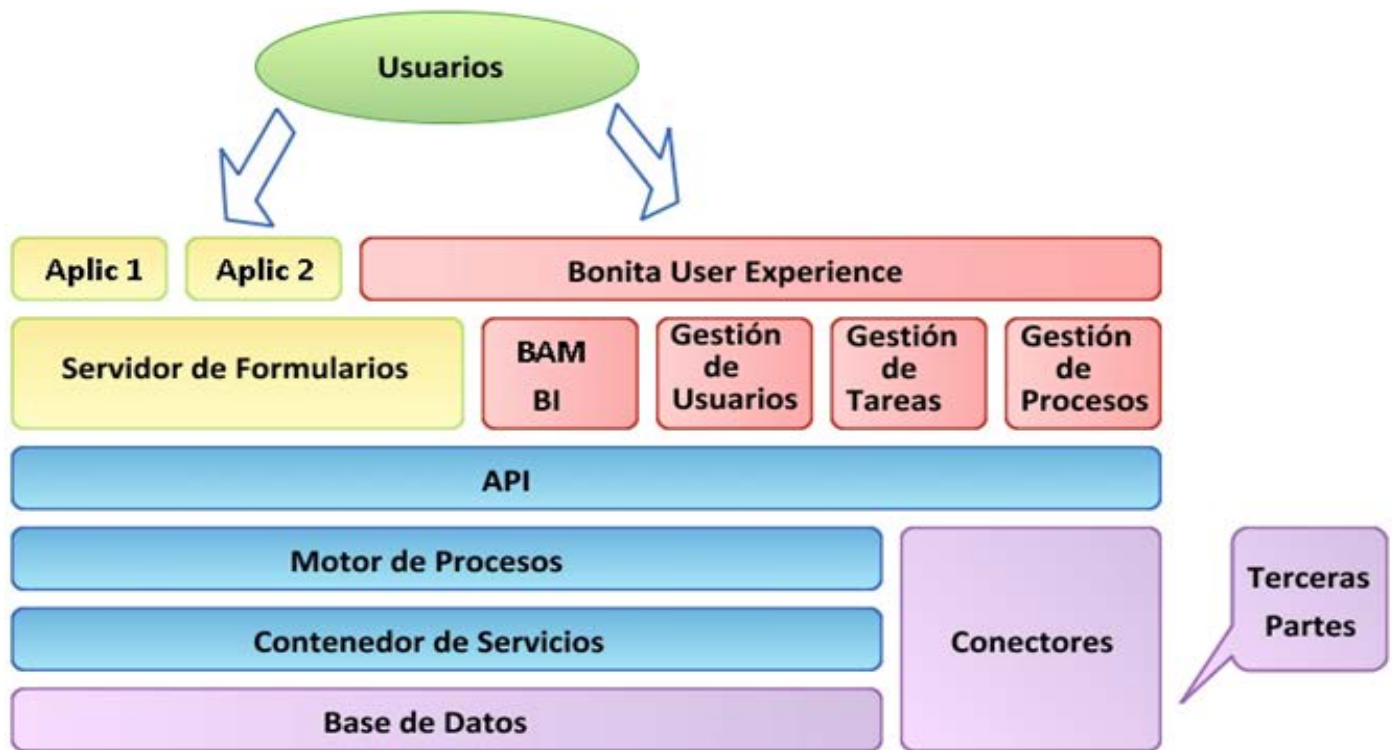 Usuarios
Aplic 1
Aplic 2
Bonita User Experience
Servidor de Formularios
BAM
BI
Gestión
de
Usuarios
Gestión
de
Tareas
Gestión
de
Procesos
API
Motor de Procesos
Contenedor de Servicios
Base de Datos
Conectores
Terceras
Partes